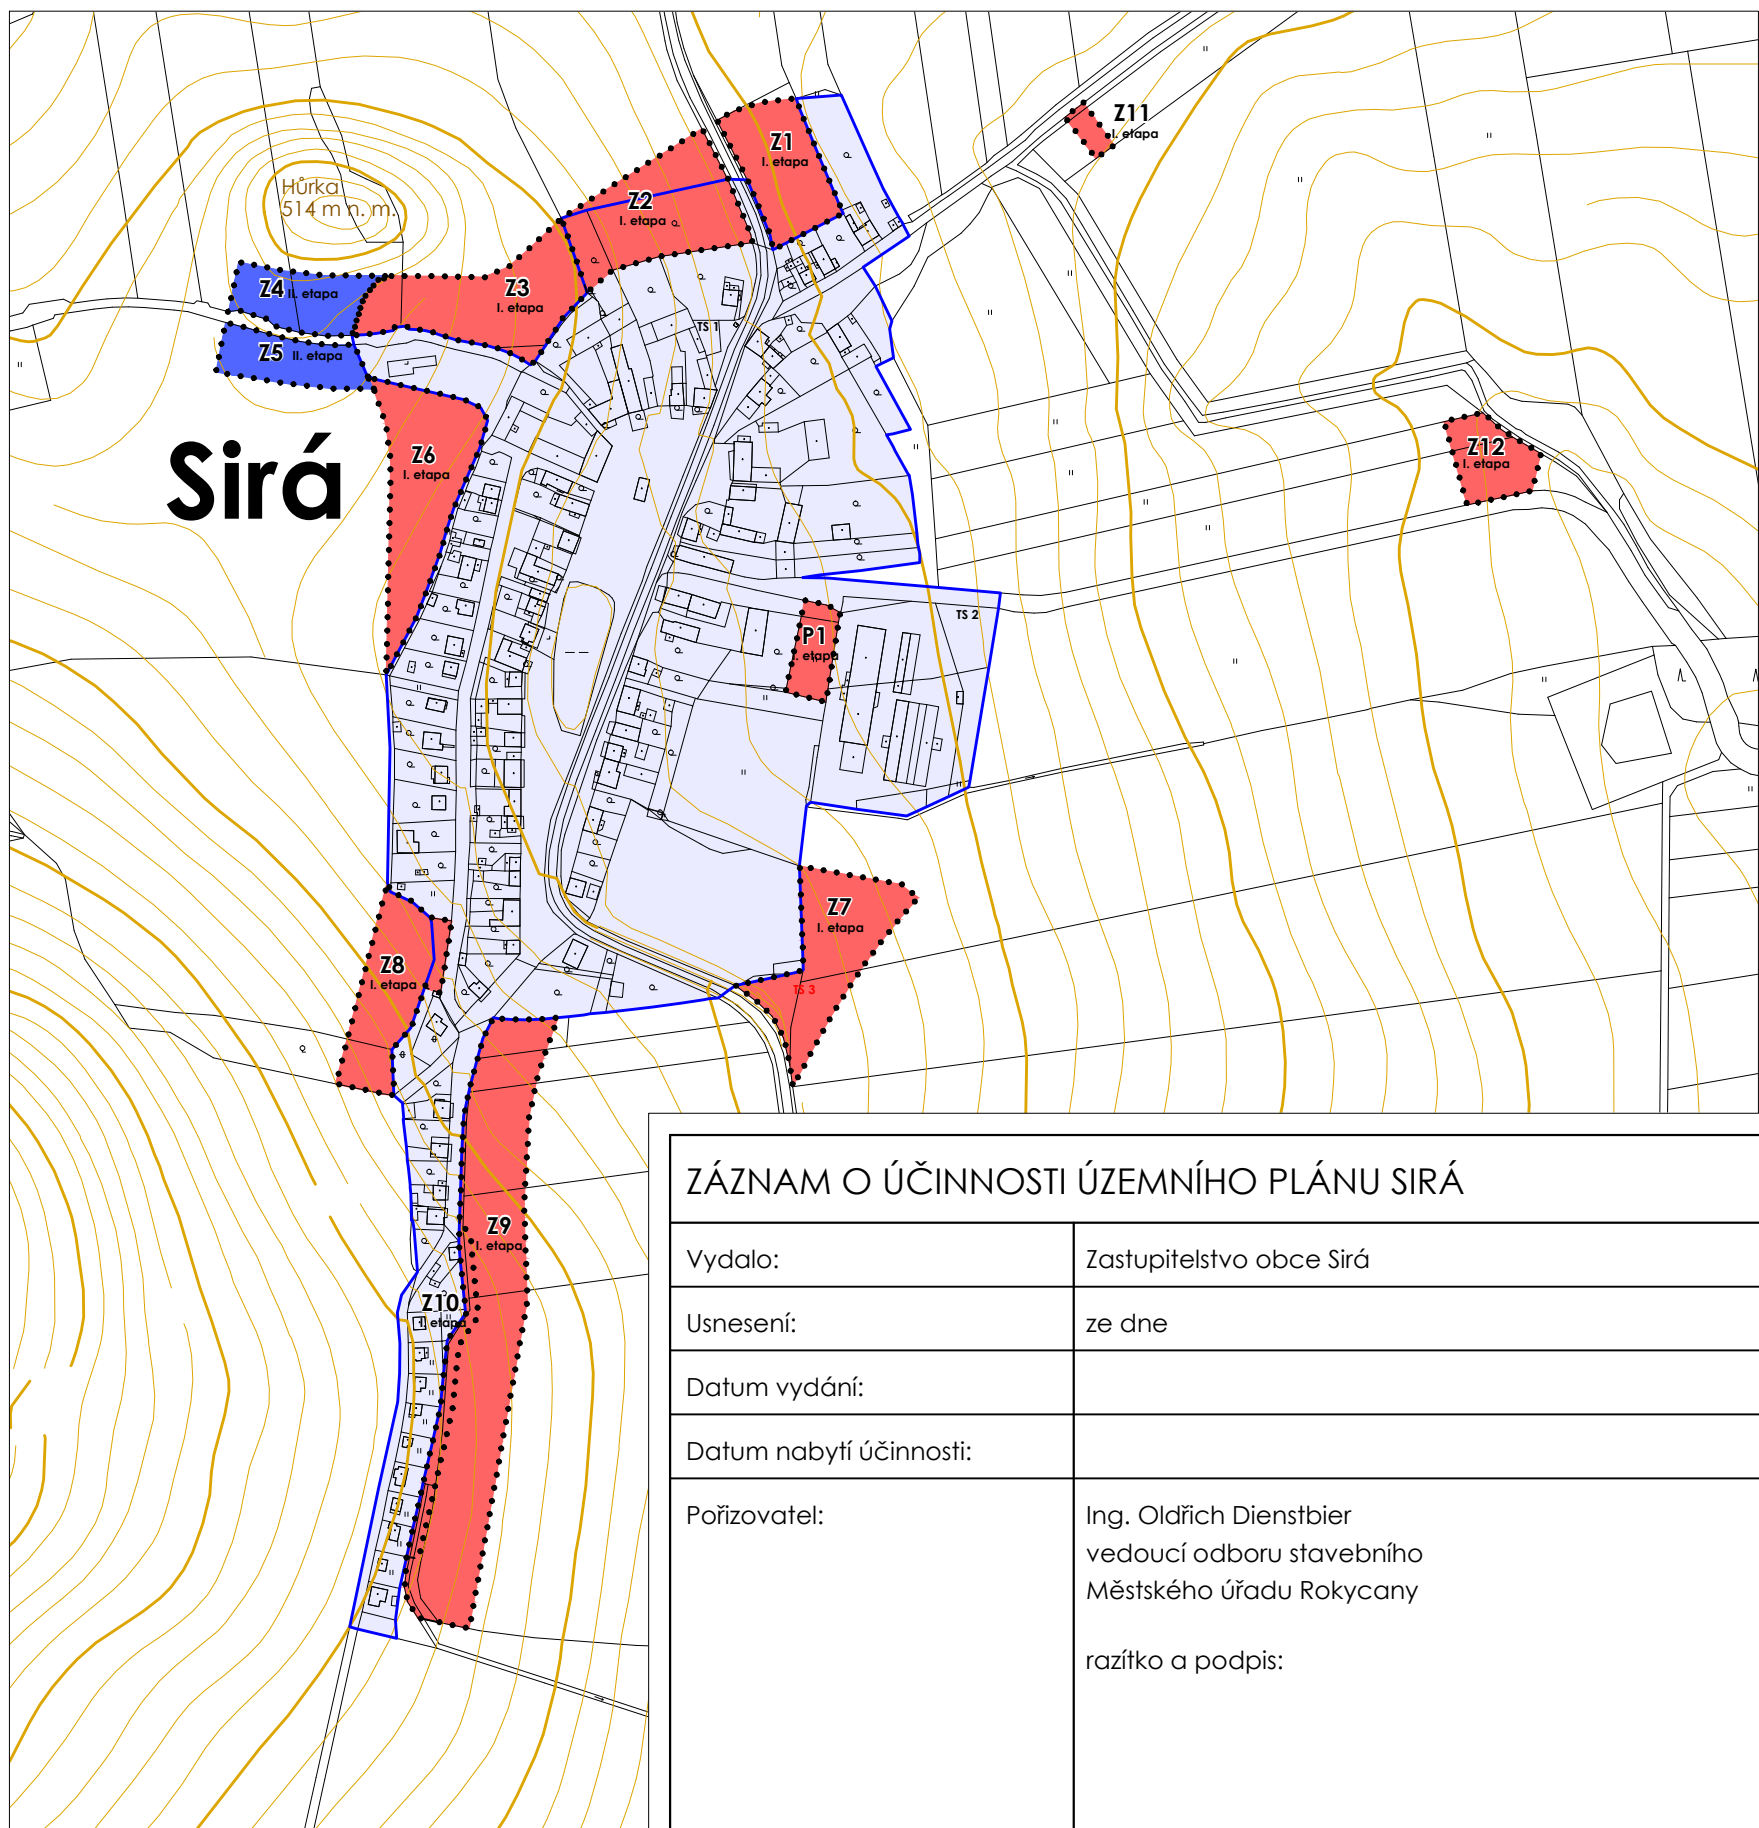 Z11
I. etapa
Z1
I. etapa
Hůrka
514 m n. m.
Z2
I. etapa
Z4 II. etapa
Z3
I. etapa
TS 1
Z5 II. etapa
Sirá
Z6
I. etapa
Z12
I. etapa
TS 2
P1
I. etapa
Z7
I. etapa
Z8
I. etapa
TS 3
Z9
I. etapa
Z10
I. etapa
ZÁZNAM O ÚČINNOSTI ÚZEMNÍHO PLÁNU SIRÁ
Vydalo: Zastupitelstvo obce Sirá
Usnesení: ze dne
Datum vydání:
Datum nabytí účinnosti:
Pořizovatel: Ing. Oldřich Dienstbier
vedoucí odboru stavebního
Městského úřadu Rokycany
razítko a podpis: